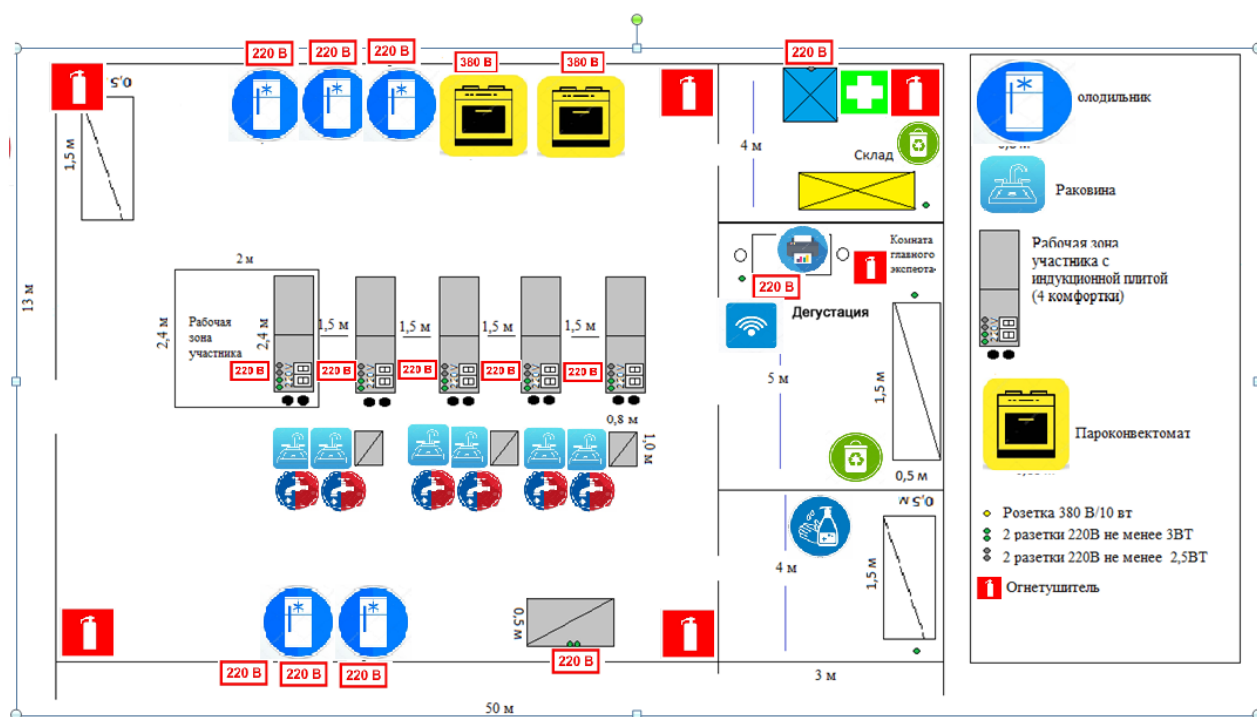 220 В
220 В
220 В
380 В
380 В
220 В
0,5
1,5 м
4 м
Склад
олодильник
Раковина
Комната
главного
эксперта-
220 В
Дегустация
Рабочая зона
участника с
индукционной плитой
(4 комфортки)
2 м
13 м
2,4 м
Рабочая
зона
участника
2,4 м
1,5 м
1,5 м
1,5 м
1,5 м
220 В
220 В
220 В
220 В
220 В
5 м
1,5 м
0,8 м
1,0 м
0,5 м
Пароконвектомат
0,5 м
4 м
1,5 м
Розетка 380 В/10 вт
2 разетки 220В не менее 3ВТ
2 разетки 220В не менее 2,5ВТ
Огнетушитель
0,5 м
220 В
220 В
220 В
220 В
3 м
50 м